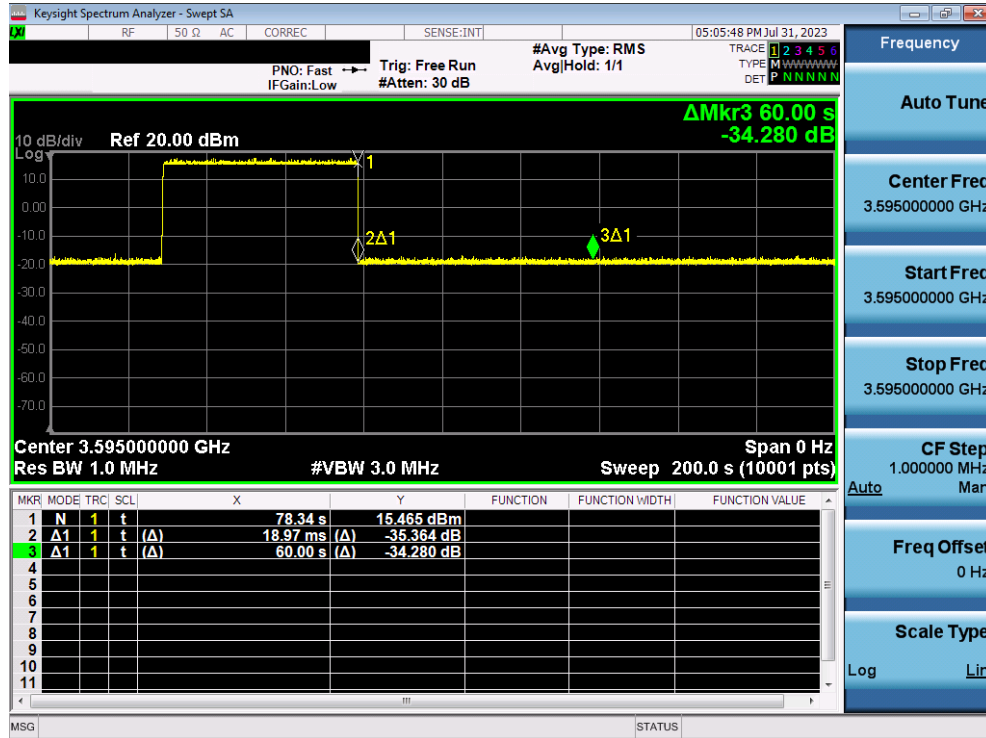 Keysight Spectrum Analyzer - Swept SA
LXI RF 50 Ω AC CORREC SENSE:INT 05:05:48 PM Jul 31, 2023
PNO: Fast
IFGain:Low
Trig: Free Run
#Atten: 30 dB
#Avg Type: RMS
Avg|Hold: 1/1
TRACE 1 2 3 4 5 6
TYPE M W W W W W
DET P N N N N N
ΔMkr3 60.00 s
-34.280 dB
10 dB/div Ref 20.00 dBm
Log
1
10.0
0.00
2Δ1
3Δ1
-10.0
-20.0
-30.0
-40.0
-50.0
-60.0
-70.0
Center 3.595000000 GHz Span 0 Hz
Res BW 1.0 MHz #VBW 3.0 MHz Sweep 200.0 s (10001 pts)
MKR MODE TRC SCL X Y FUNCTION FUNCTION WIDTH FUNCTION VALUE
1 N 1 t 78.34 s 15.465 dBm
2 Δ1 1 t (Δ) 18.97 ms (Δ) -35.364 dB
3 Δ1 1 t (Δ) 60.00 s (Δ) -34.280 dB
4
5
6
7
8
9
10
11
MSG STATUS
Frequency
Auto Tune
Center Freq
3.595000000 GHz
Start Freq
3.595000000 GHz
Stop Freq
3.595000000 GHz
CF Step
1.000000 MHz
Auto Man
Freq Offset
0 Hz
Scale Type
Log Lin